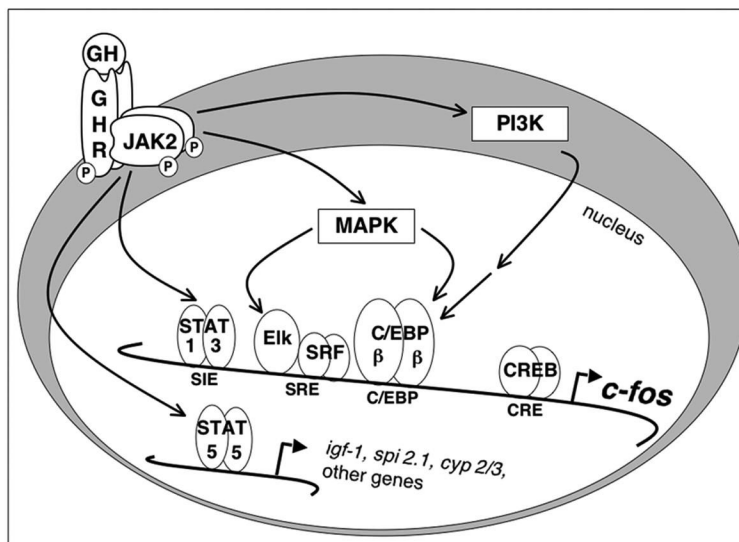 GH
G
H
R
JAK2
P
P
P
PI3K
nucleus
MAPK
STAT
1 3
SIE
Elk
SRF
SRE
C/EBP
β β
C/EBP
CREB
CRE
c-fos
STAT
5 5
igf-1, spi 2.1, cyp 2/3,
other genes